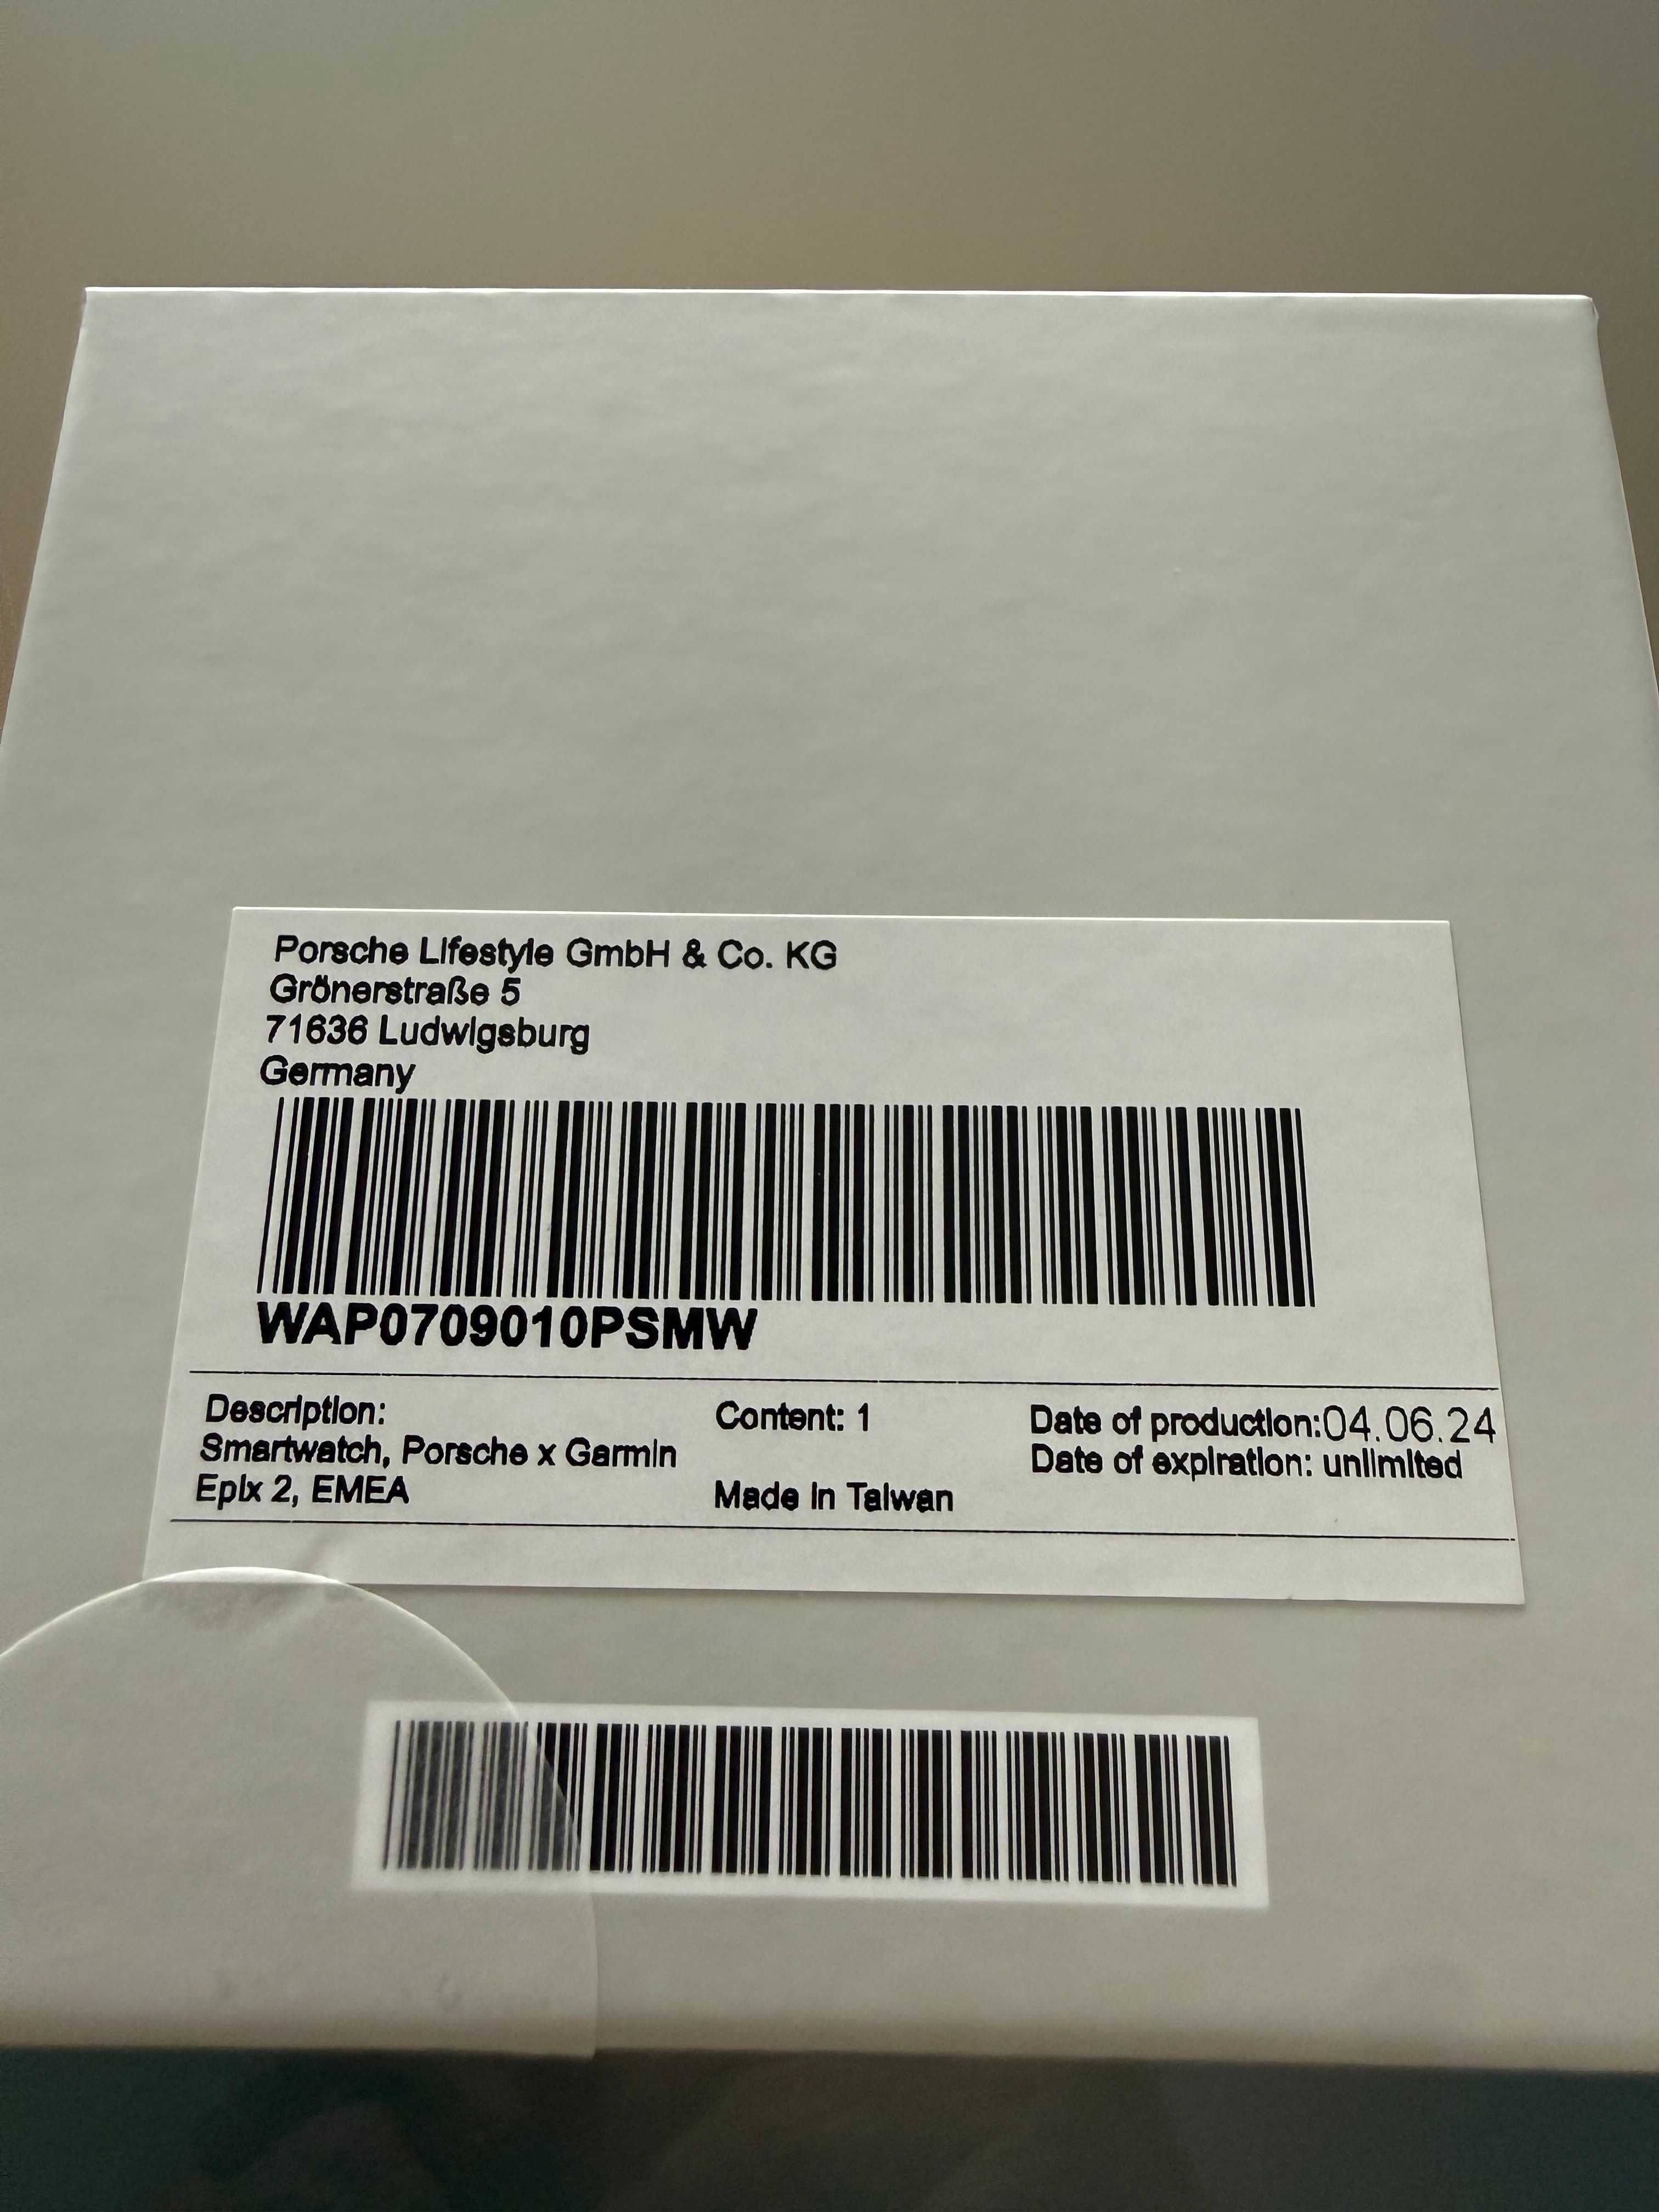 Porsche Lifestyle GmbH & Co. KG
Grönerstraße 5
71636 Ludwigsburg
Germany
WAP0709010PSMW
Description:
Smartwatch, Porsche x Garmin
Epix 2, EMEA
Content: 1
Made in Taiwan
Date of production:04.06.24
Date of expiration: unlimited